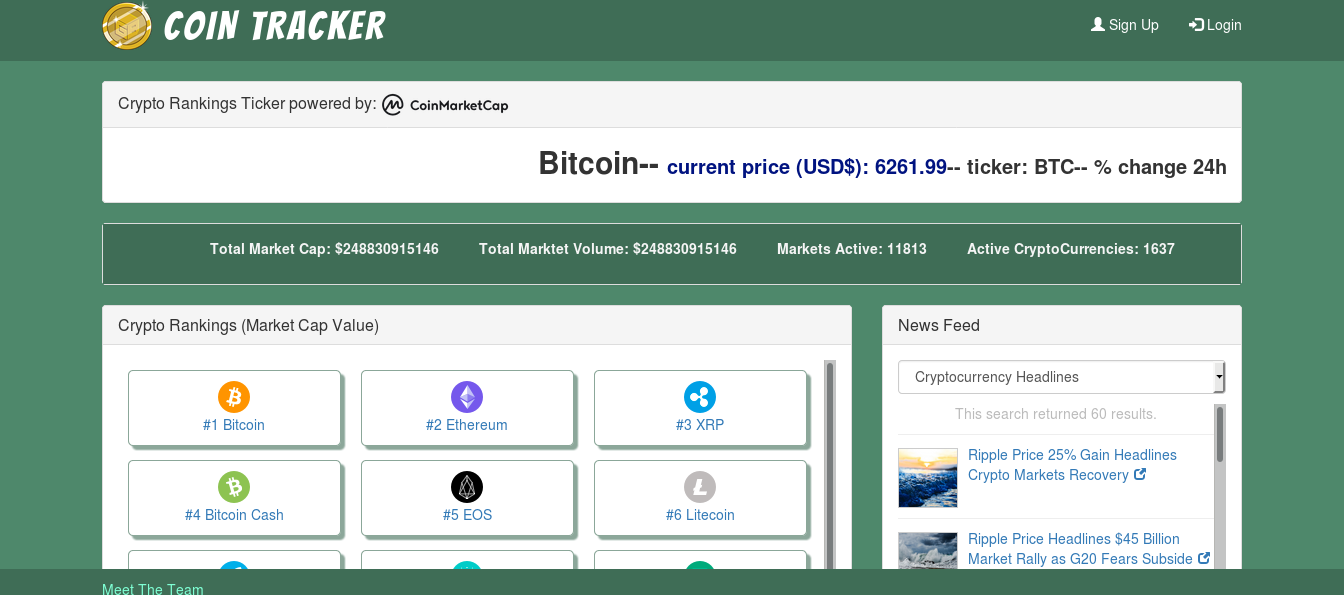 COIN TRACKER
Sign Up Login
Crypto Rankings Ticker powered by: CoinMarketCap
Bitcoin-- current price (USD$): 6261.99-- ticker: BTC-- % change 24h
Total Market Cap: $248830915146 Total Marktet Volume: $248830915146 Markets Active: 11813 Active CryptoCurrencies: 1637
Crypto Rankings (Market Cap Value)
#1 Bitcoin #2 Ethereum #3 XRP
#4 Bitcoin Cash #5 EOS #6 Litecoin
News Feed
Cryptocurrency Headlines
This search returned 60 results.
Ripple Price 25% Gain Headlines
Crypto Markets Recovery
Ripple Price Headlines $45 Billion
Market Rally as G20 Fears Subside
Meet The Team